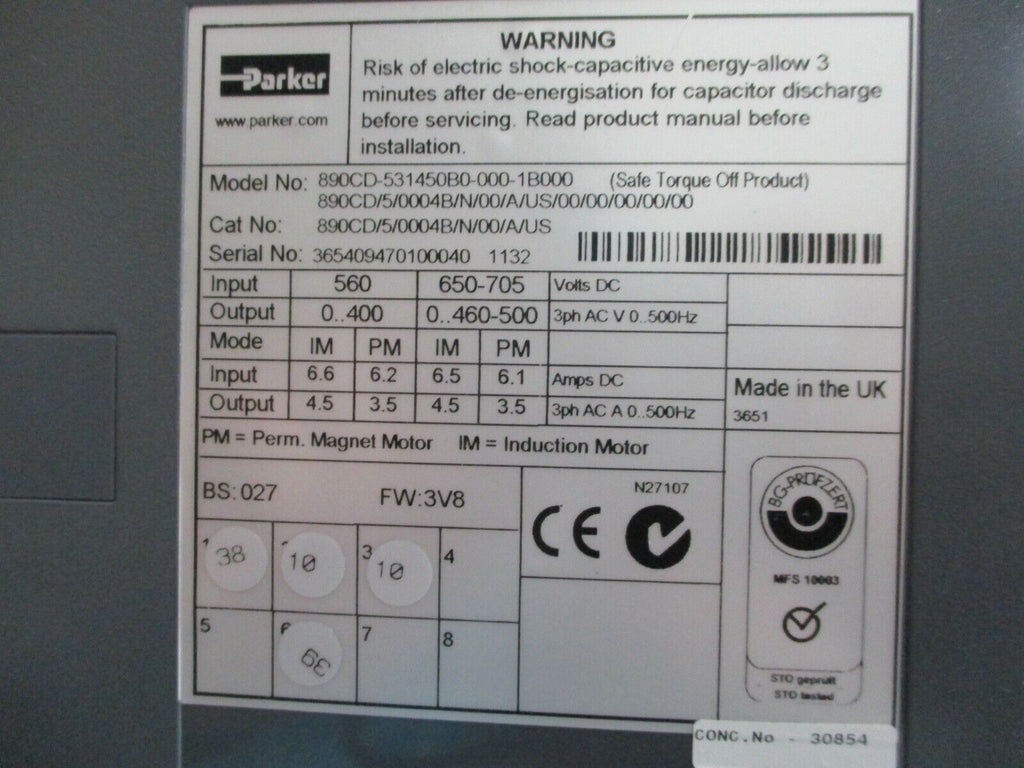 WARNING
Parker
www.parker.com
Risk of electric shock-capacitive energy-allow 3
minutes after de-energisation for capacitor discharge
before servicing. Read product manual before
installation.
Model No: 890CD-531450B0-000-1B000 (Safe Torque Off Product)
890CD/5/0004B/N/00/A/US/00/00/00/00/00
Cat No: 890CD/5/0004B/N/00/A/US
Serial No: 365409470100040 1132
Input 560 650-705 Volts DC
Output 0..400 0..460-500 3ph AC V 0..500Hz
Mode IM PM IM PM
Input 6.6 6.2 6.5 6.1 Amps DC
Output 4.5 3.5 4.5 3.5 3ph AC A 0..500Hz
Made in the UK
3651
PM = Perm. Magnet Motor IM = Induction Motor
BS: 027 FW:3V8
N27107
CE
BG-PRÜFZERT
MFS 10003
STO geprüft
STO tested
1 38 10 3 10 4
5 6 39 7 8
CONC.No - 30854